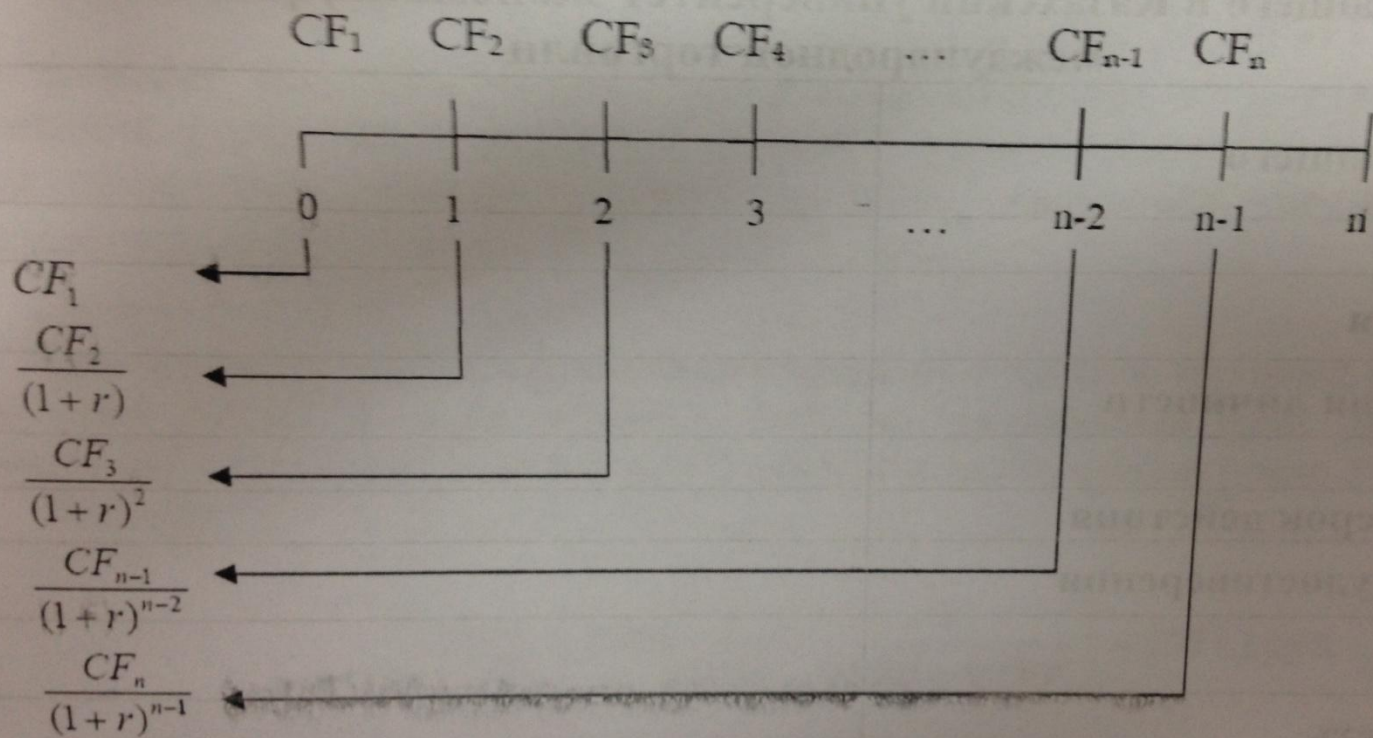 CF₁ CF₂ CF₃ CF₄ ... CFₙ₋₁ CFₙ
0 1 2 3 ... n-2 n-1 n
CF₁
CF₂
(1+r)
CF₃
(1+r)²
CFₙ₋₁
(1+r)ⁿ⁻²
CFₙ
(1+r)ⁿ⁻¹